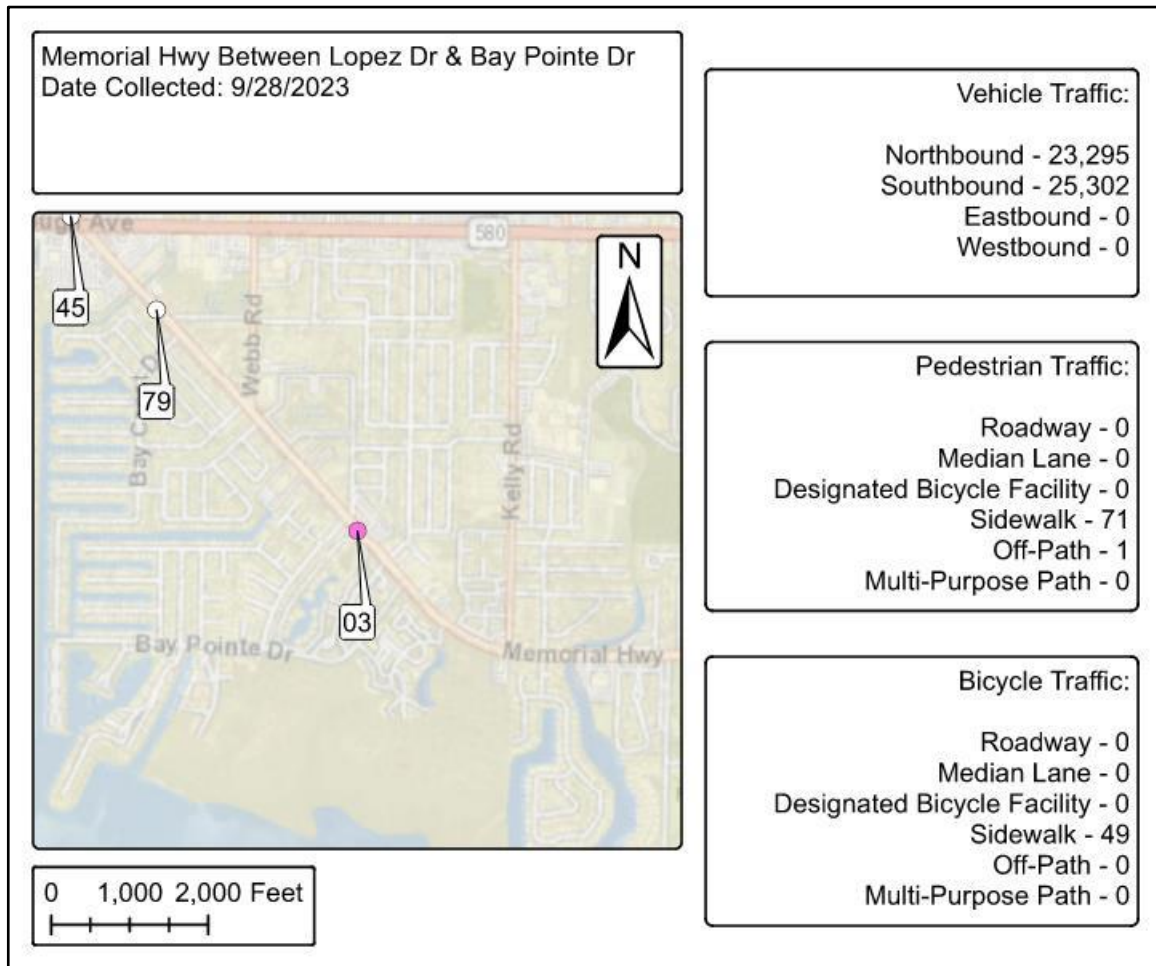 Memorial Hwy Between Lopez Dr & Bay Pointe Dr
Date Collected: 9/28/2023
Ave
580
N
45
79
Webb Rd
Kelly Rd
03
Bay Pointe Dr
Memorial Hwy
0 1,000 2,000 Feet
Vehicle Traffic:
Northbound - 23,295
Southbound - 25,302
Eastbound - 0
Westbound - 0
Pedestrian Traffic:
Roadway - 0
Median Lane - 0
Designated Bicycle Facility - 0
Sidewalk - 71
Off-Path - 1
Multi-Purpose Path - 0
Bicycle Traffic:
Roadway - 0
Median Lane - 0
Designated Bicycle Facility - 0
Sidewalk - 49
Off-Path - 0
Multi-Purpose Path - 0